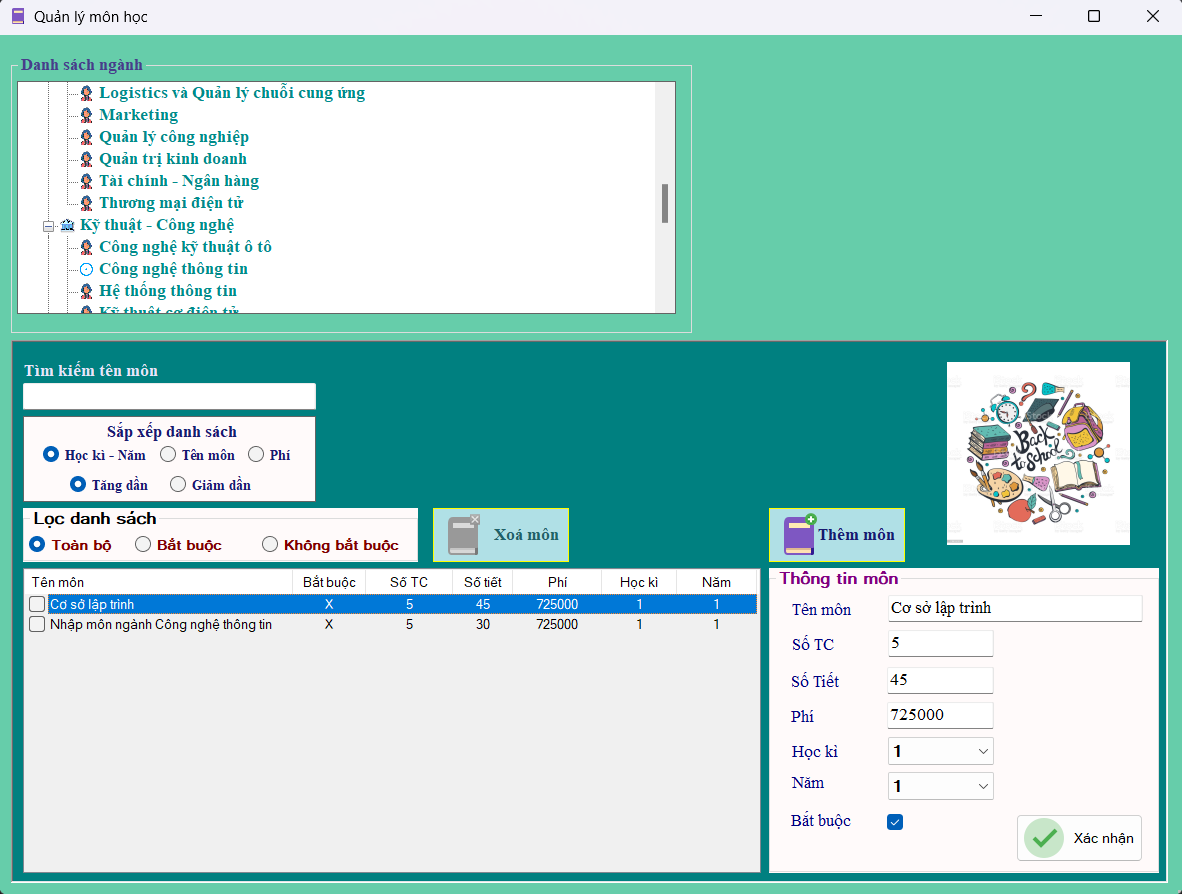 Quản lý môn học
Danh sách ngành
Logistics và Quản lý chuỗi cung ứng
Marketing
Quản lý công nghiệp
Quản trị kinh doanh
Tài chính - Ngân hàng
Thương mại điện tử
Kỹ thuật - Công nghệ
Công nghệ kỹ thuật ô tô
Công nghệ thông tin
Hệ thống thông tin
Kỹ thuật cơ điện tử
Tìm kiếm tên môn
Sắp xếp danh sách
Học kì - Năm Tên môn Phí
Tăng dần Giảm dần
Lọc danh sách
Toàn bộ Bắt buộc Không bắt buộc
Xoá môn
Thêm môn
Back to School
Tên môn Bắt buộc Số TC Số tiết Phí Học kì Năm
Cơ sở lập trình X 5 45 725000 1 1
Nhập môn ngành Công nghệ thông tin X 5 30 725000 1 1
Thông tin môn
Tên môn Cơ sở lập trình
Số TC 5
Số Tiết 45
Phí 725000
Học kì 1
Năm 1
Bắt buộc
Xác nhận